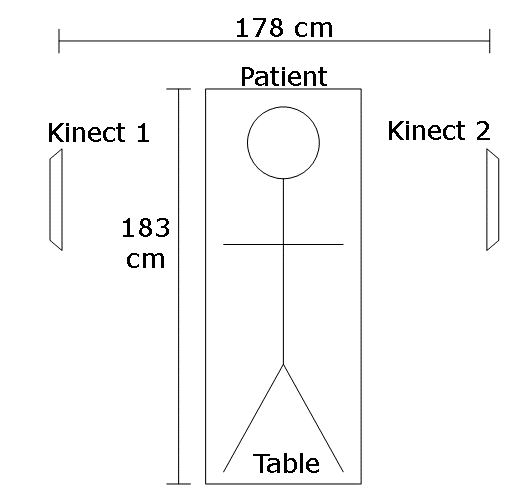 178 cm
Patient
Kinect 1
Kinect 2
183
cm
Table